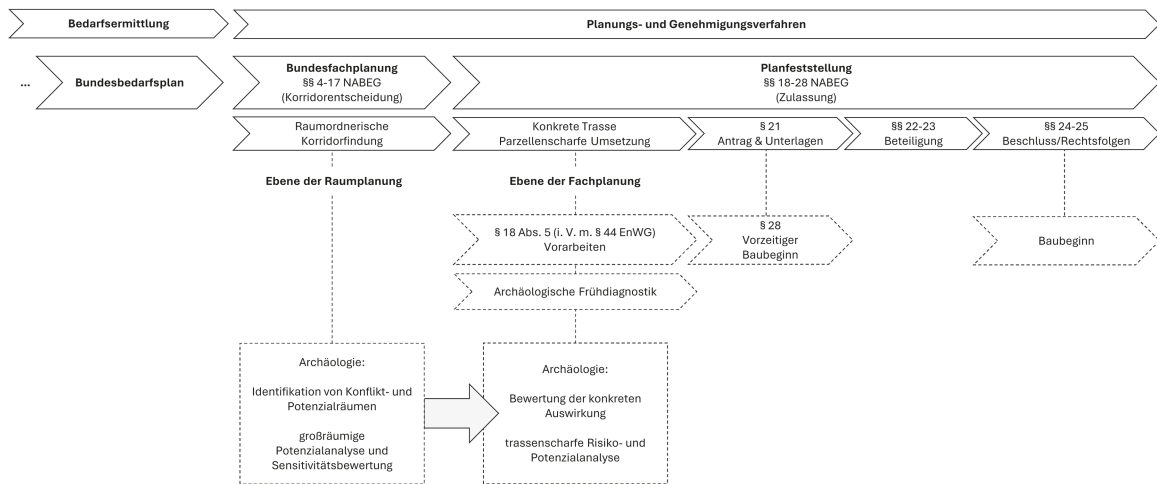 Bedarfsermittlung
Planungs- und Genehmigungsverfahren
...
Bundesbedarfsplan
Bundesfachplanung
§§ 4-17 NABEG
(Korridorentscheidung)
Planfeststellung
§§ 18-28 NABEG
(Zulassung)
Raumordnerische
Korridorfindung
Konkrete Trasse
Parzellenscharfe Umsetzung
§ 21
Antrag & Unterlagen
§§ 22-23
Beteiligung
§§ 24-25
Beschluss/Rechtsfolgen
Ebene der Raumplanung
Ebene der Fachplanung
§ 18 Abs. 5 (i. V. m. § 44 EnWG)
Vorarbeiten
§ 28
Vorzeitiger
Baubeginn
Baubeginn
Archäologische Frühdiagnostik
Archäologie:
Identifikation von Konflikt- und
Potenzialräumen
großräumige
Potenzialanalyse und
Sensitivitätsbewertung
Archäologie:
Bewertung der konkreten
Auswirkung
trassenscharfe Risiko- und
Potenzialanalyse